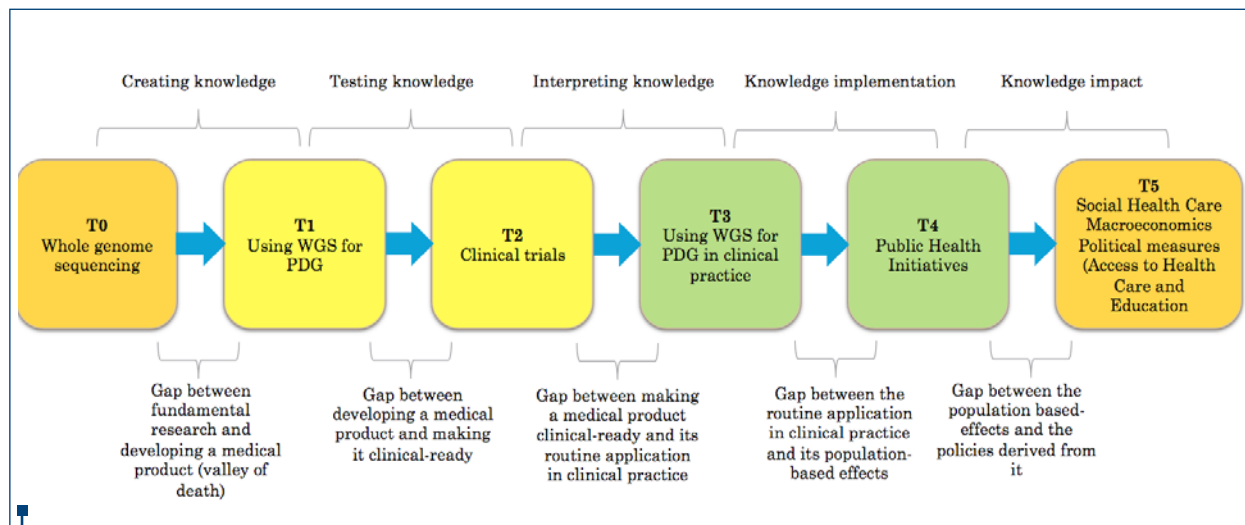 Creating knowledge
Testing knowledge
Interpreting knowledge
Knowledge implementation
Knowledge impact
T0
Whole genome
sequencing
T1
Using WGS for
PDG
T2
Clinical trials
T3
Using WGS for
PDG in clinical
practice
T4
Public Health
Initiatives
T5
Social Health Care
Macroeconomics
Political measures
(Access to Health
Care and
Education
Gap between
fundamental
research and
developing a medical
product (valley of
death)
Gap between
developing a medical
product and making
it clinical-ready
Gap between making
a medical product
clinical-ready and its
routine application
in clinical practice
Gap between the
routine application
in clinical practice
and its population-
based effects
Gap between the
population based-
effects and the
policies derived from
it